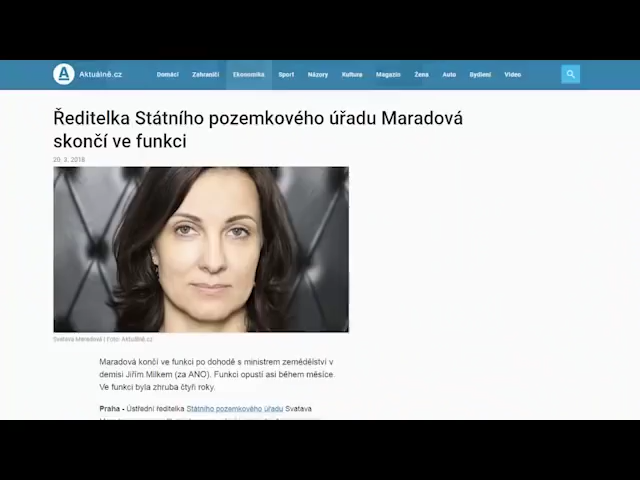 Aktuálně.cz
Domácí Zahraničí Ekonomika Sport Názory Kultura Magazín Žena Auto Bydlení Video
Ředitelka Státního pozemkového úřadu Maradová
skončí ve funkci
20. 3. 2018
Svatava Maradová | Foto: Aktuálně.cz
Maradová končí ve funkci po dohodě s ministrem zemědělství v
demisi Jiřím Milkem (za ANO). Funkci opustí asi během měsíce.
Ve funkci byla zhruba čtyři roky.
Praha - Ústřední ředitelka Státního pozemkového úřadu Svatava